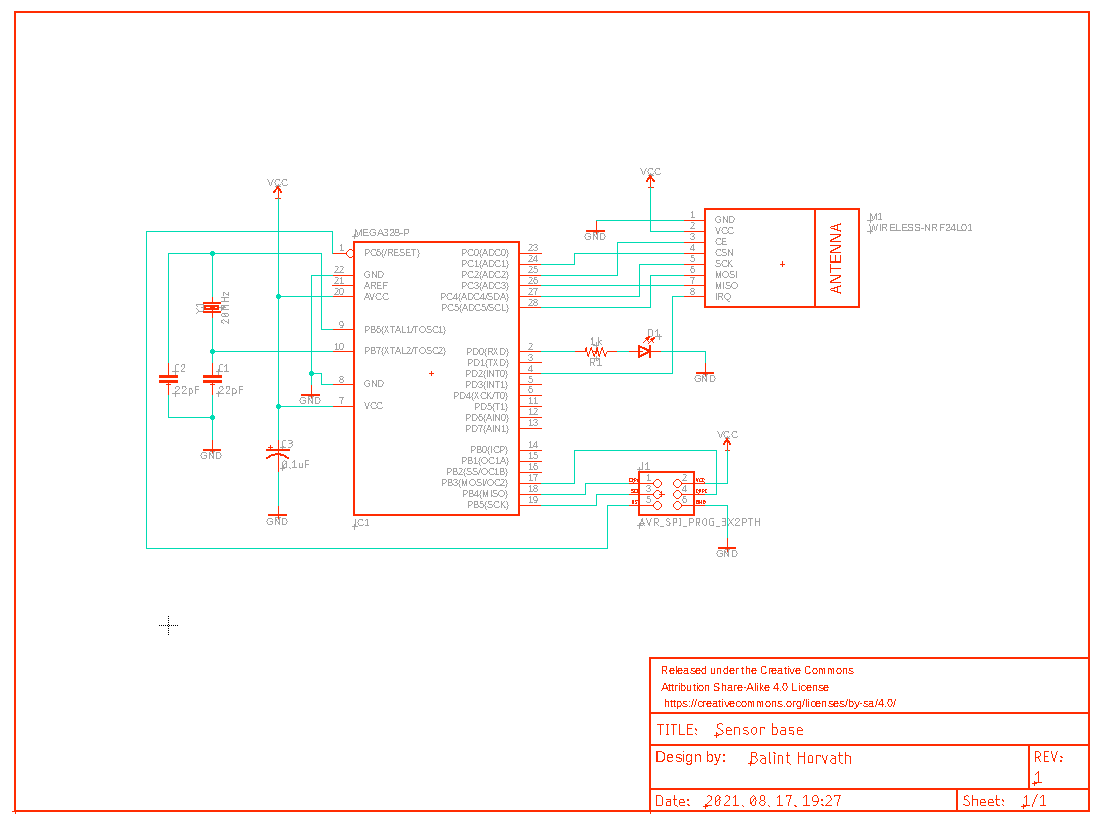 VCC
VCC
MEGA328-P
1
PC6(/RESET)
22
GND
21
AREF
20
AVCC
9
PB6(XTAL1/TOSC1)
10
PB7(XTAL2/TOSC2)
8
GND
7
VCC
PC0(ADC0)
23
PC1(ADC1)
24
PC2(ADC2)
25
PC3(ADC3)
26
PC4(ADC4/SDA)
27
PC5(ADC5/SCL)
28
PD0(RXD)
2
PD1(TXD)
3
PD2(INT0)
4
PD3(INT1)
5
PD4(XCK/T0)
6
PD5(T1)
11
PD6(AIN0)
12
PD7(AIN1)
13
PB0(ICP)
14
PB1(OC1A)
15
PB2(SS/OC1B)
16
PB3(MOSI/OC2)
17
PB4(MISO)
18
PB5(SCK)
19
IC1
Y1
20MHz
C2
22pF
C1
22pF
GND
GND
C3
0.1uF
GND
GND
1
GND
2
VCC
3
CE
4
CSN
5
SCK
6
MOSI
7
MISO
8
IRQ
ANTENNA
M1
WIRELESS-NRF24L01
1k
R1
D1
GND
VCC
J1
1
2
VCC
3
4
5
6
GND
AVR_SPI_PROG_3X2PTH
GND
Released under the Creative Commons
Attribution Share-Alike 4.0 License
https://creativecommons.org/licenses/by-sa/4.0/
TITLE: Sensor base
Design by: Balint Horvath
REV:
1
Date: 2021. 08. 17. 19:27
Sheet: 1/1